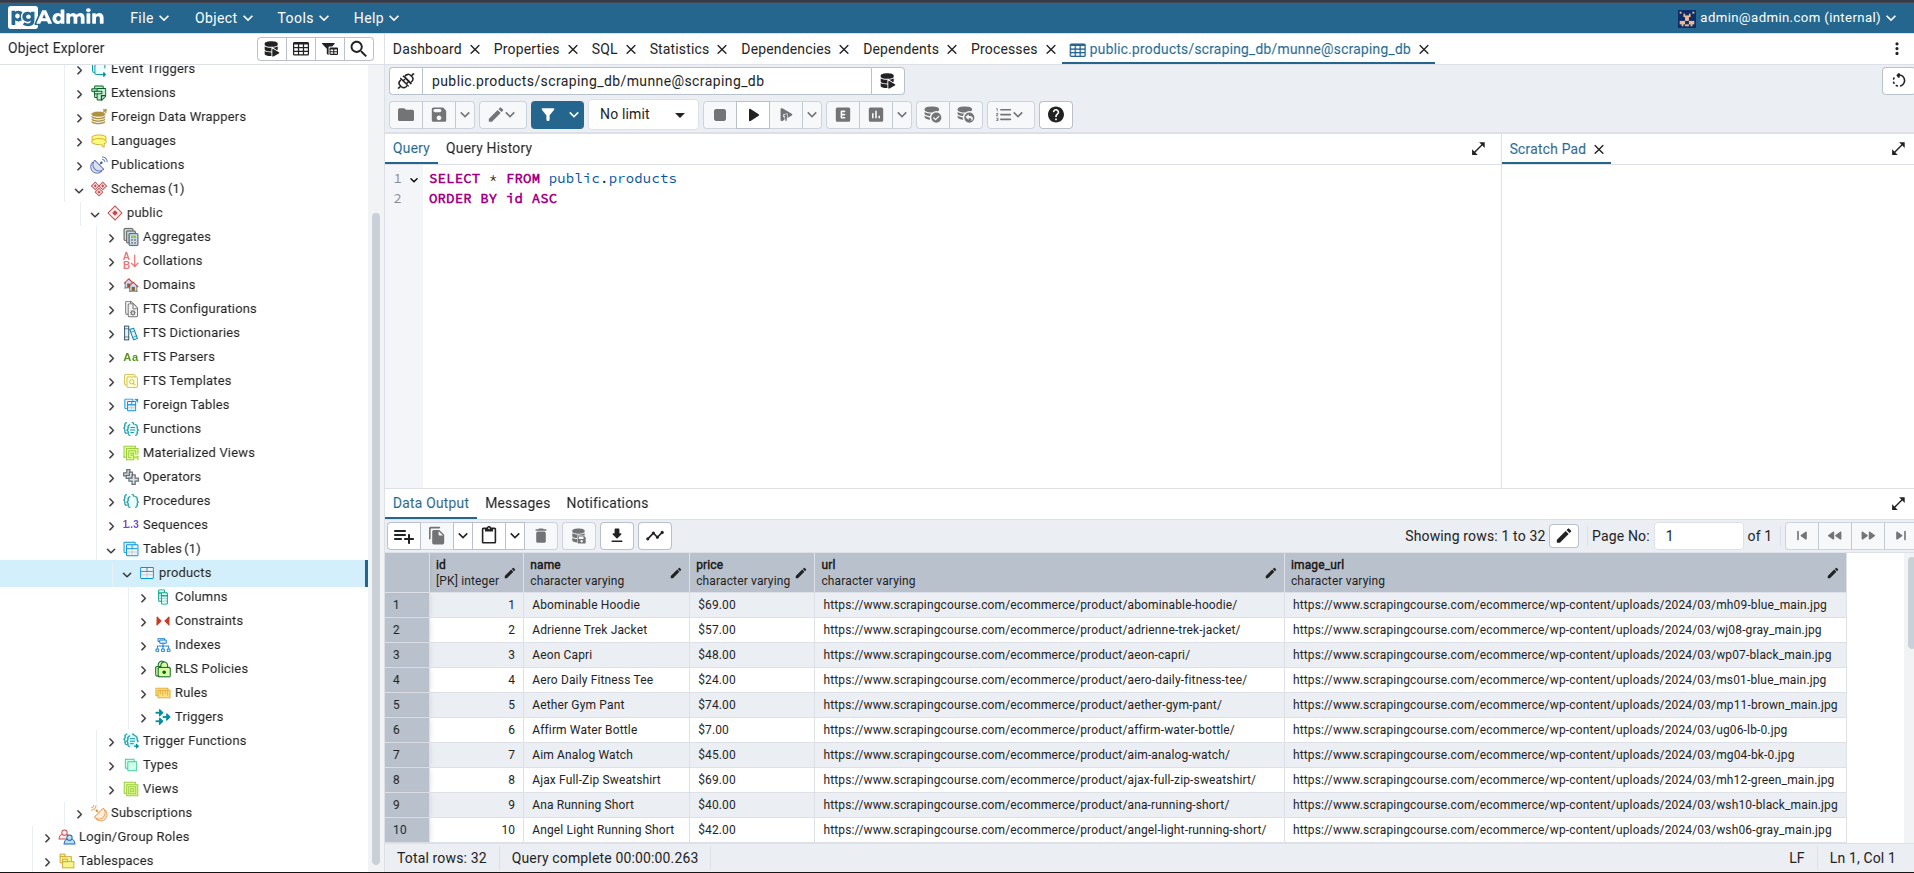 pgAdmin File Object Tools Help admin@admin.com (internal)
Object Explorer
Dashboard Properties SQL Statistics Dependencies Dependents Processes public.products/scraping_db/munne@scraping_db
public.products/scraping_db/munne@scraping_db
No limit
E
Query Query History
Scratch Pad
1 SELECT * FROM public.products
2 ORDER BY id ASC
Event Triggers
Extensions
Foreign Data Wrappers
Languages
Publications
Schemas (1)
public
Aggregates
Collations
Domains
FTS Configurations
FTS Dictionaries
Aa FTS Parsers
FTS Templates
Foreign Tables
Functions
Materialized Views
Operators
Procedures
1..3 Sequences
Tables (1)
products
Columns
Constraints
Indexes
RLS Policies
Rules
Triggers
Trigger Functions
Types
Views
Subscriptions
Login/Group Roles
Tablespaces
Data Output Messages Notifications
Showing rows: 1 to 32 Page No: 1 of 1
id name price url image_url
[PK] integer character varying character varying character varying character varying
1 1 Abominable Hoodie $69.00 https://www.scrapingcourse.com/ecommerce/product/abominable-hoodie/ https://www.scrapingcourse.com/ecommerce/wp-content/uploads/2024/03/mh09-blue_main.jpg
2 2 Adrienne Trek Jacket $57.00 https://www.scrapingcourse.com/ecommerce/product/adrienne-trek-jacket/ https://www.scrapingcourse.com/ecommerce/wp-content/uploads/2024/03/wj08-gray_main.jpg
3 3 Aeon Capri $48.00 https://www.scrapingcourse.com/ecommerce/product/aeon-capri/ https://www.scrapingcourse.com/ecommerce/wp-content/uploads/2024/03/wp07-black_main.jpg
4 4 Aero Daily Fitness Tee $24.00 https://www.scrapingcourse.com/ecommerce/product/aero-daily-fitness-tee/ https://www.scrapingcourse.com/ecommerce/wp-content/uploads/2024/03/ms01-blue_main.jpg
5 5 Aether Gym Pant $74.00 https://www.scrapingcourse.com/ecommerce/product/aether-gym-pant/ https://www.scrapingcourse.com/ecommerce/wp-content/uploads/2024/03/mp11-brown_main.jpg
6 6 Affirm Water Bottle $7.00 https://www.scrapingcourse.com/ecommerce/product/affirm-water-bottle/ https://www.scrapingcourse.com/ecommerce/wp-content/uploads/2024/03/ug06-lb-0.jpg
7 7 Aim Analog Watch $45.00 https://www.scrapingcourse.com/ecommerce/product/aim-analog-watch/ https://www.scrapingcourse.com/ecommerce/wp-content/uploads/2024/03/mg04-bk-0.jpg
8 8 Ajax Full-Zip Sweatshirt $69.00 https://www.scrapingcourse.com/ecommerce/product/ajax-full-zip-sweatshirt/ https://www.scrapingcourse.com/ecommerce/wp-content/uploads/2024/03/mh12-green_main.jpg
9 9 Ana Running Short $40.00 https://www.scrapingcourse.com/ecommerce/product/ana-running-short/ https://www.scrapingcourse.com/ecommerce/wp-content/uploads/2024/03/wsh10-black_main.jpg
10 10 Angel Light Running Short $42.00 https://www.scrapingcourse.com/ecommerce/product/angel-light-running-short/ https://www.scrapingcourse.com/ecommerce/wp-content/uploads/2024/03/wsh06-gray_main.jpg
Total rows: 32 Query complete 00:00:00.263 LF Ln 1, Col 1